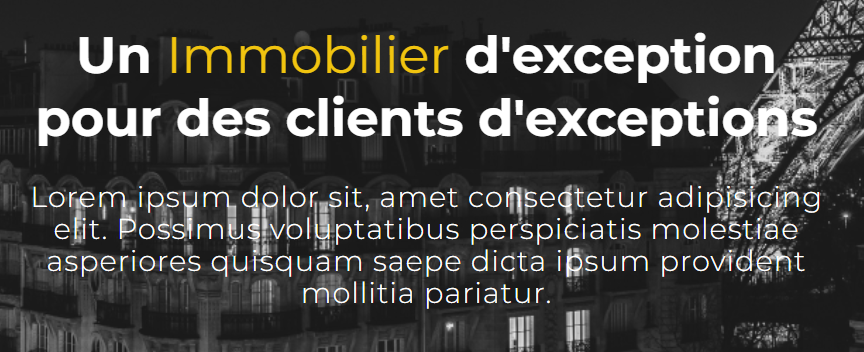 Un Immobilier d'exception
pour des clients d'exceptions
Lorem ipsum dolor sit, amet consectetur adipisicing
elit. Possimus voluptatibus perspiciatis molestiae
asperiores quisquam saepe dicta ipsum provident
mollitia pariatur.